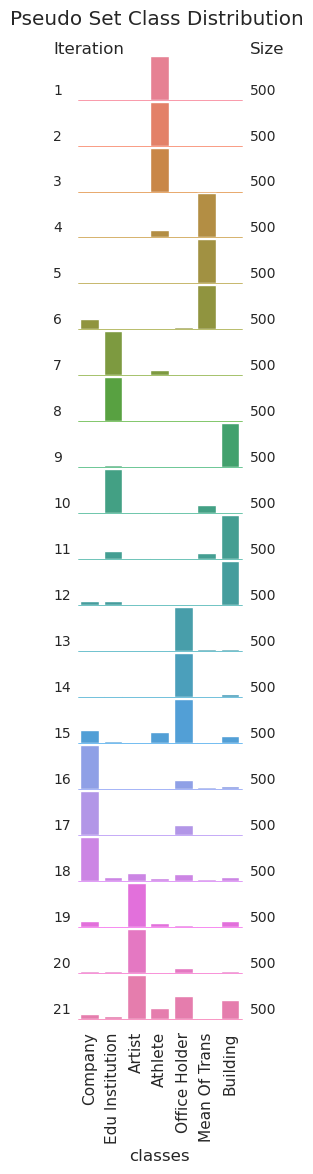 Pseudo Set Class Distribution
Iteration Size
1 500
2 500
3 500
4 500
5 500
6 500
7 500
8 500
9 500
10 500
11 500
12 500
13 500
14 500
15 500
16 500
17 500
18 500
19 500
20 500
21 500
Company
Edu Institution
Artist
Athlete
Office Holder
Mean Of Trans
Building
classes